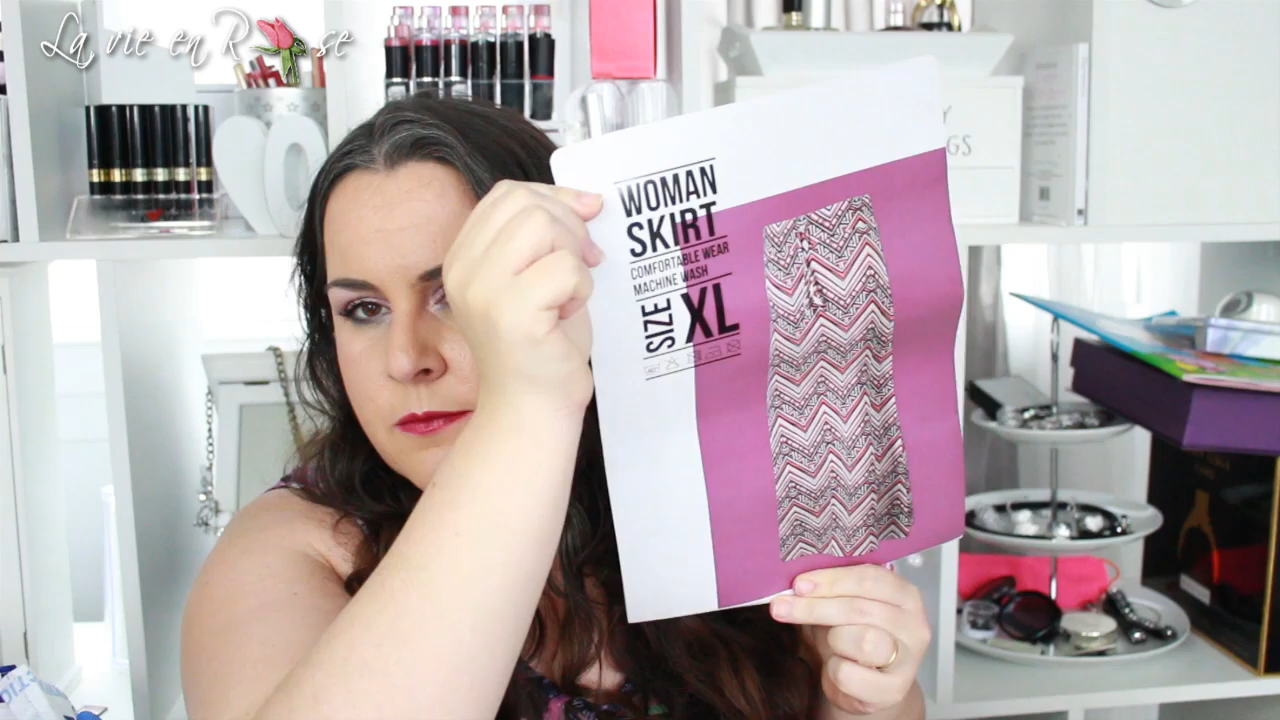 La vie en Rose
WOMAN
SKIRT
COMFORTABLE WEAR
MACHINE WASH
SIZE XL